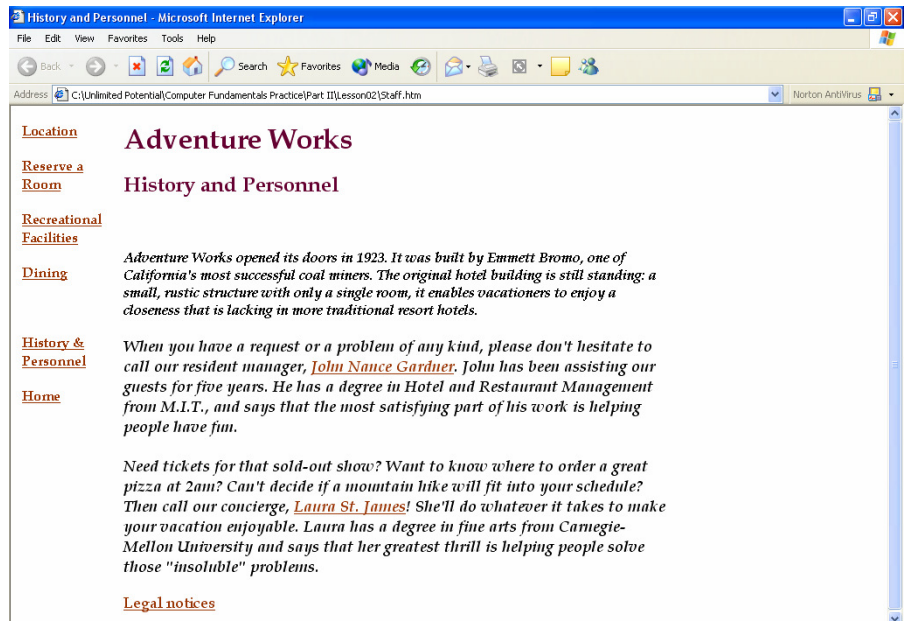 History and Personnel - Microsoft Internet Explorer
File Edit View Favorites Tools Help
Back Search Favorites Media
Address C:\Unlimited Potential\Computer Fundamentals Practice\Part II\Lesson02\Staff.htm Norton AntiVirus
Location
Reserve a
Room
Recreational
Facilities
Dining
History &
Personnel
Home
Adventure Works
History and Personnel
Adventure Works opened its doors in 1923. It was built by Emmett Bromo, one of
California's most successful coal miners. The original hotel building is still standing: a
small, rustic structure with only a single room, it enables vacationers to enjoy a
closeness that is lacking in more traditional resort hotels.
When you have a request or a problem of any kind, please don't hesitate to
call our resident manager, John Nance Gardner. John has been assisting our
guests for five years. He has a degree in Hotel and Restaurant Management
from M.I.T., and says that the most satisfying part of his work is helping
people have fun.
Need tickets for that sold-out show? Want to know where to order a great
pizza at 2am? Can't decide if a mountain hike will fit into your schedule?
Then call our concierge, Laura St. James! She'll do whatever it takes to make
your vacation enjoyable. Laura has a degree in fine arts from Carnegie-
Mellon University and says that her greatest thrill is helping people solve
those "insoluble" problems.
Legal notices